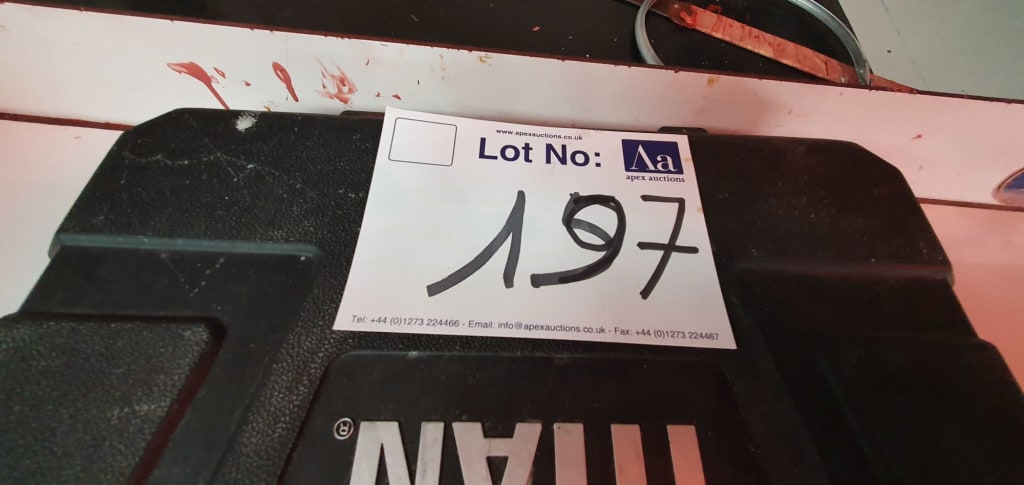 www.apexauctions.co.uk
Lot No:
Aa
apex auctions
197
Tel: +44 (0)1273 224466 - Email: info@apexauctions.co.uk - Fax: +44 (0)1273 224467
TITAN®